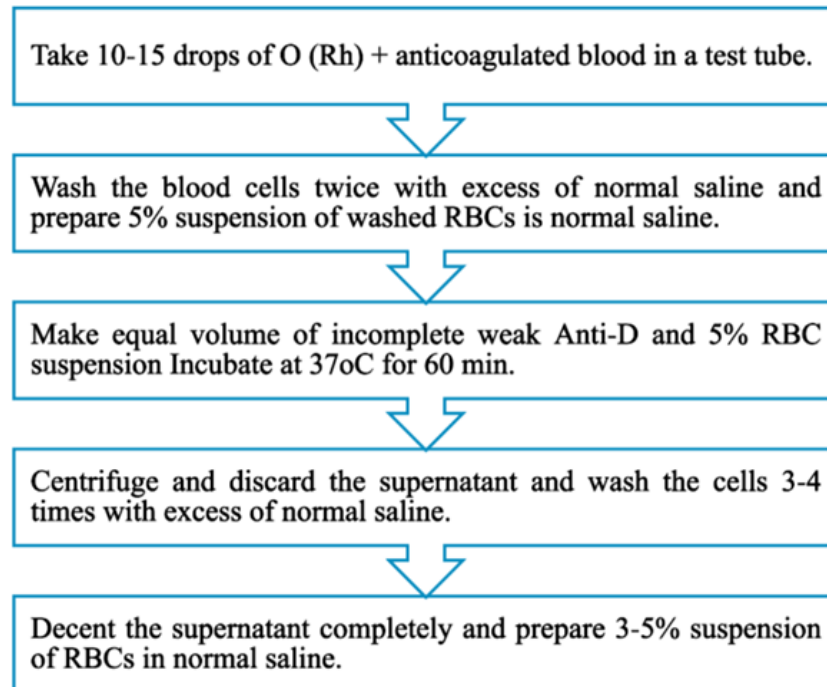 Take 10-15 drops of O (Rh) + anticoagulated blood in a test tube.
Wash the blood cells twice with excess of normal saline and
prepare 5% suspension of washed RBCs is normal saline.
Make equal volume of incomplete weak Anti-D and 5% RBC
suspension Incubate at 37oC for 60 min.
Centrifuge and discard the supernatant and wash the cells 3-4
times with excess of normal saline.
Decent the supernatant completely and prepare 3-5% suspension
of RBCs in normal saline.